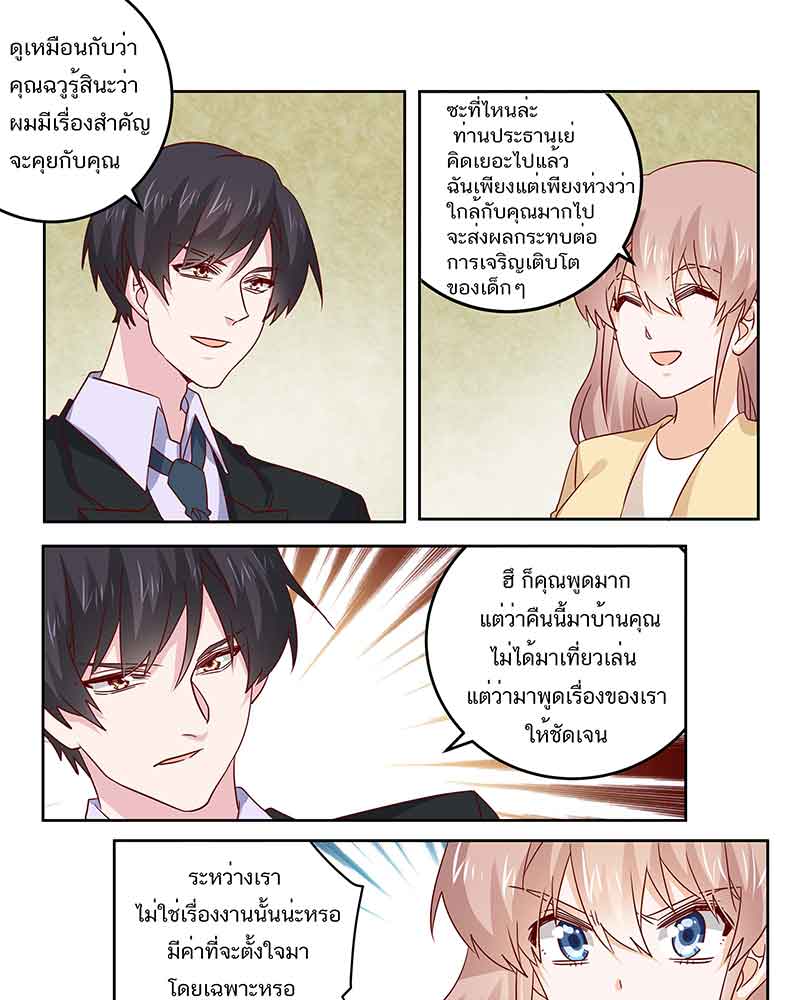 ดูเหมือนกับว่า
คุณฉวูรู้สินะว่า
ผมมีเรื่องสำคัญ
จะคุยกับคุณ
ซะที่ไหนล่ะ
ท่านประธานเย่
คิดเยอะไปแล้ว
ฉันเพียงแต่เพียงห่วงว่า
ใกล้กับคุณมากไป
จะส่งผลกระทบต่อ
การเจริญเติบโต
ของเด็กๆ
ฮึ ก็คุณพูดมาก
แต่ว่าคืนนี้มาบ้านคุณ
ไม่ได้มาเที่ยวเล่น
แต่ว่ามาพูดเรื่องของเรา
ให้ชัดเจน
ระหว่างเรา
ไม่ใช่เรื่องงานนั้นน่ะหรอ
มีค่าที่จะตั้งใจมา
โดยเฉพาะหรอ